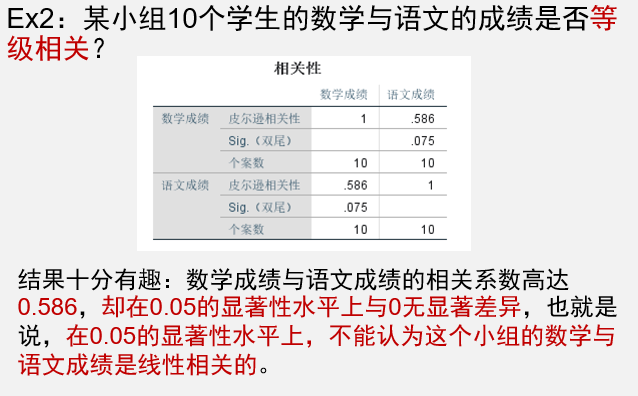 Ex2：某小组10个学生的数学与语文的成绩是否等
级相关？
相关性
数学成绩 语文成绩
数学成绩 皮尔逊相关性 1 .586
Sig.（双尾） .075
个案数 10 10
语文成绩 皮尔逊相关性 .586 1
Sig.（双尾） .075
个案数 10 10
结果十分有趣：数学成绩与语文成绩的相关系数高达
0.586，却在0.05的显著性水平上与0无显著差异，也就是
说，在0.05的显著性水平上，不能认为这个小组的数学与
语文成绩是线性相关的。